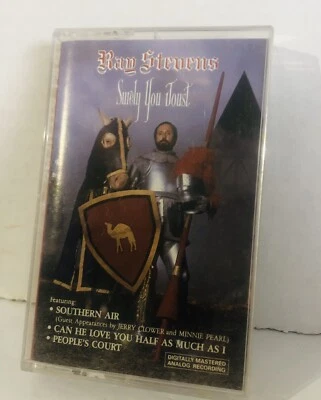 Ray Stevens
Surely You Joust
Featuring:
• SOUTHERN AIR
(Guest Appearances by JERRY CLOWER and MINNIE PEARL)
• CAN HE LOVE YOU HALF AS MUCH AS I
• PEOPLE'S COURT
DIGITALLY MASTERED
ANALOG RECORDING